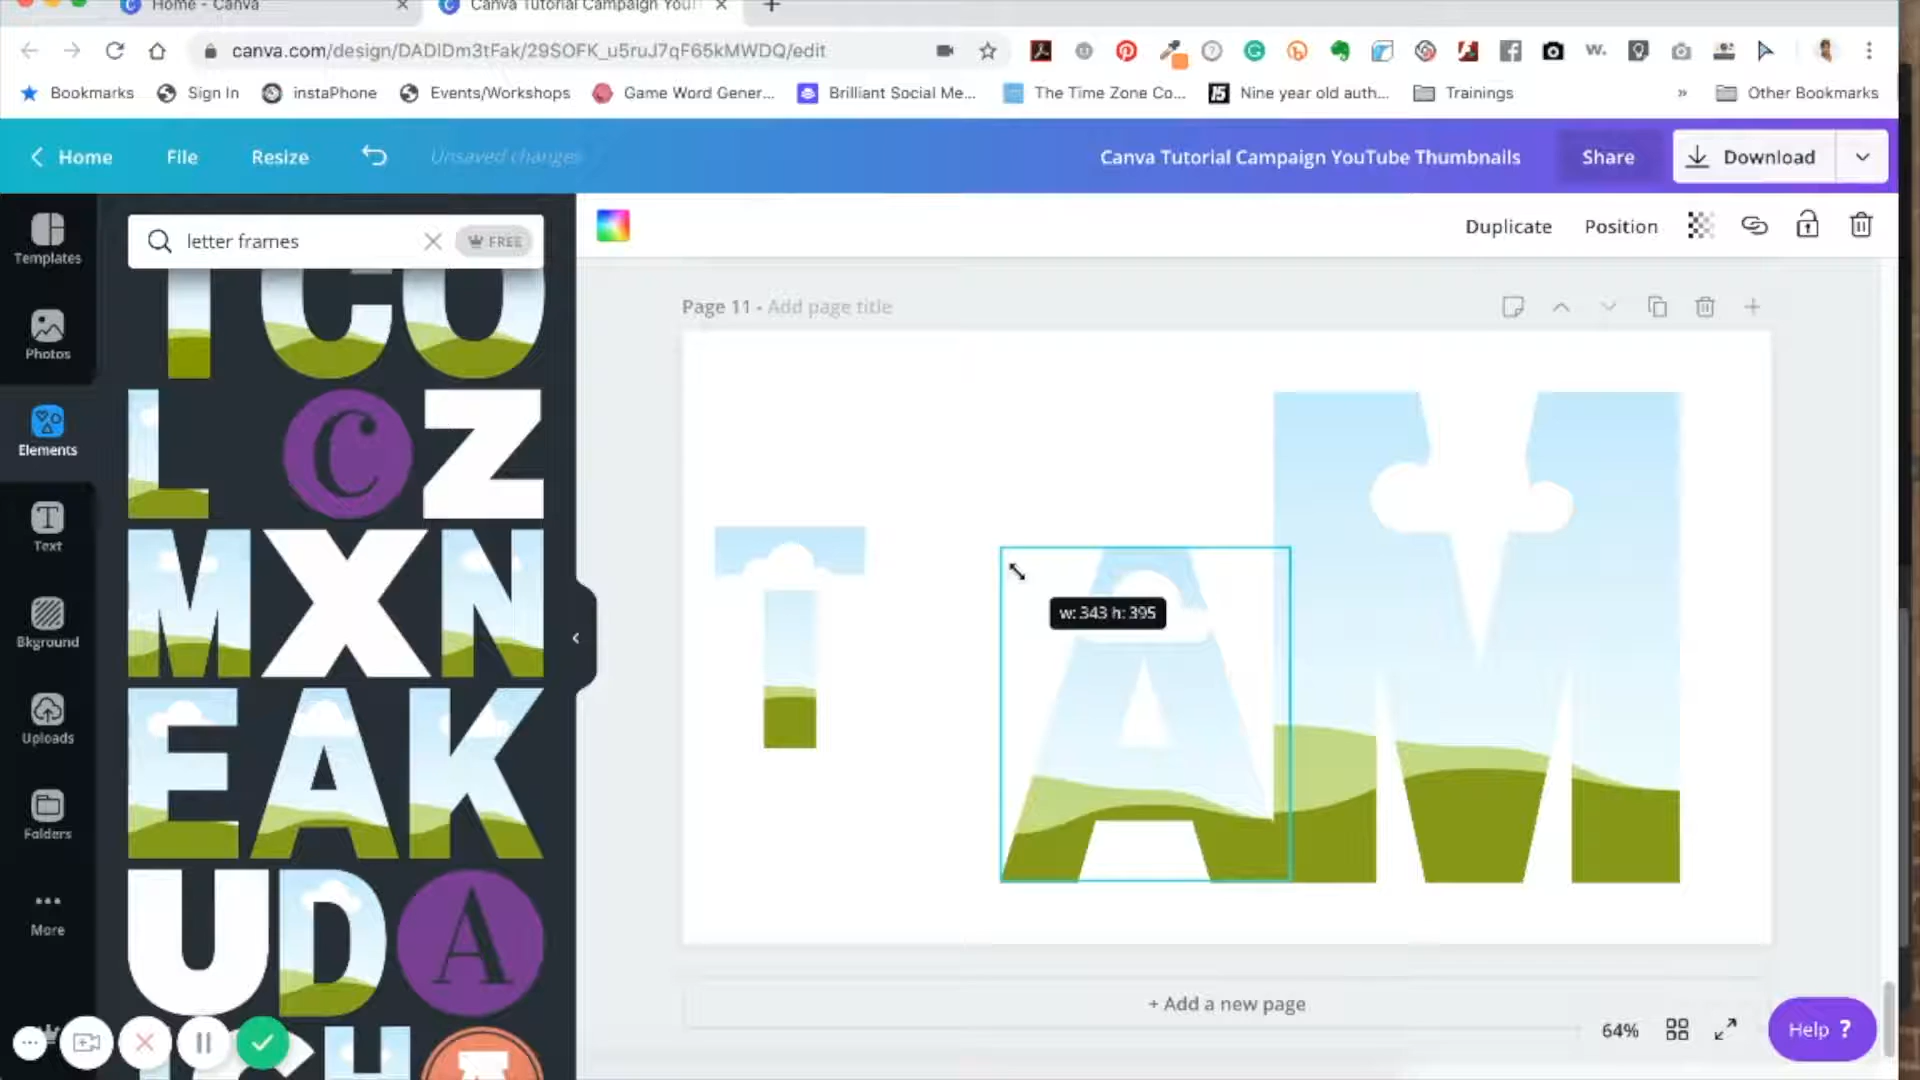 Home - Canva
Canva Tutorial Campaign You
canva.com/design/DADlDm3tFak/29SOFK_u5ruJ7qF65kMWDQ/edit
Bookmarks Sign In instaPhone Events/Workshops Game Word Gener... Brilliant Social Me... The Time Zone Co... 15 Nine year old auth... Trainings » Other Bookmarks
Home File Resize Unsaved changes Canva Tutorial Campaign YouTube Thumbnails Share Download
letter frames FREE
Duplicate Position
Templates
Photos
Elements
Text
Bkground
Uploads
Folders
More
T C O
L C Z
M X N
E A K
U D A
H
Page 11 - Add page title
T A M
w: 343 h: 395
+ Add a new page
64%
Help ?